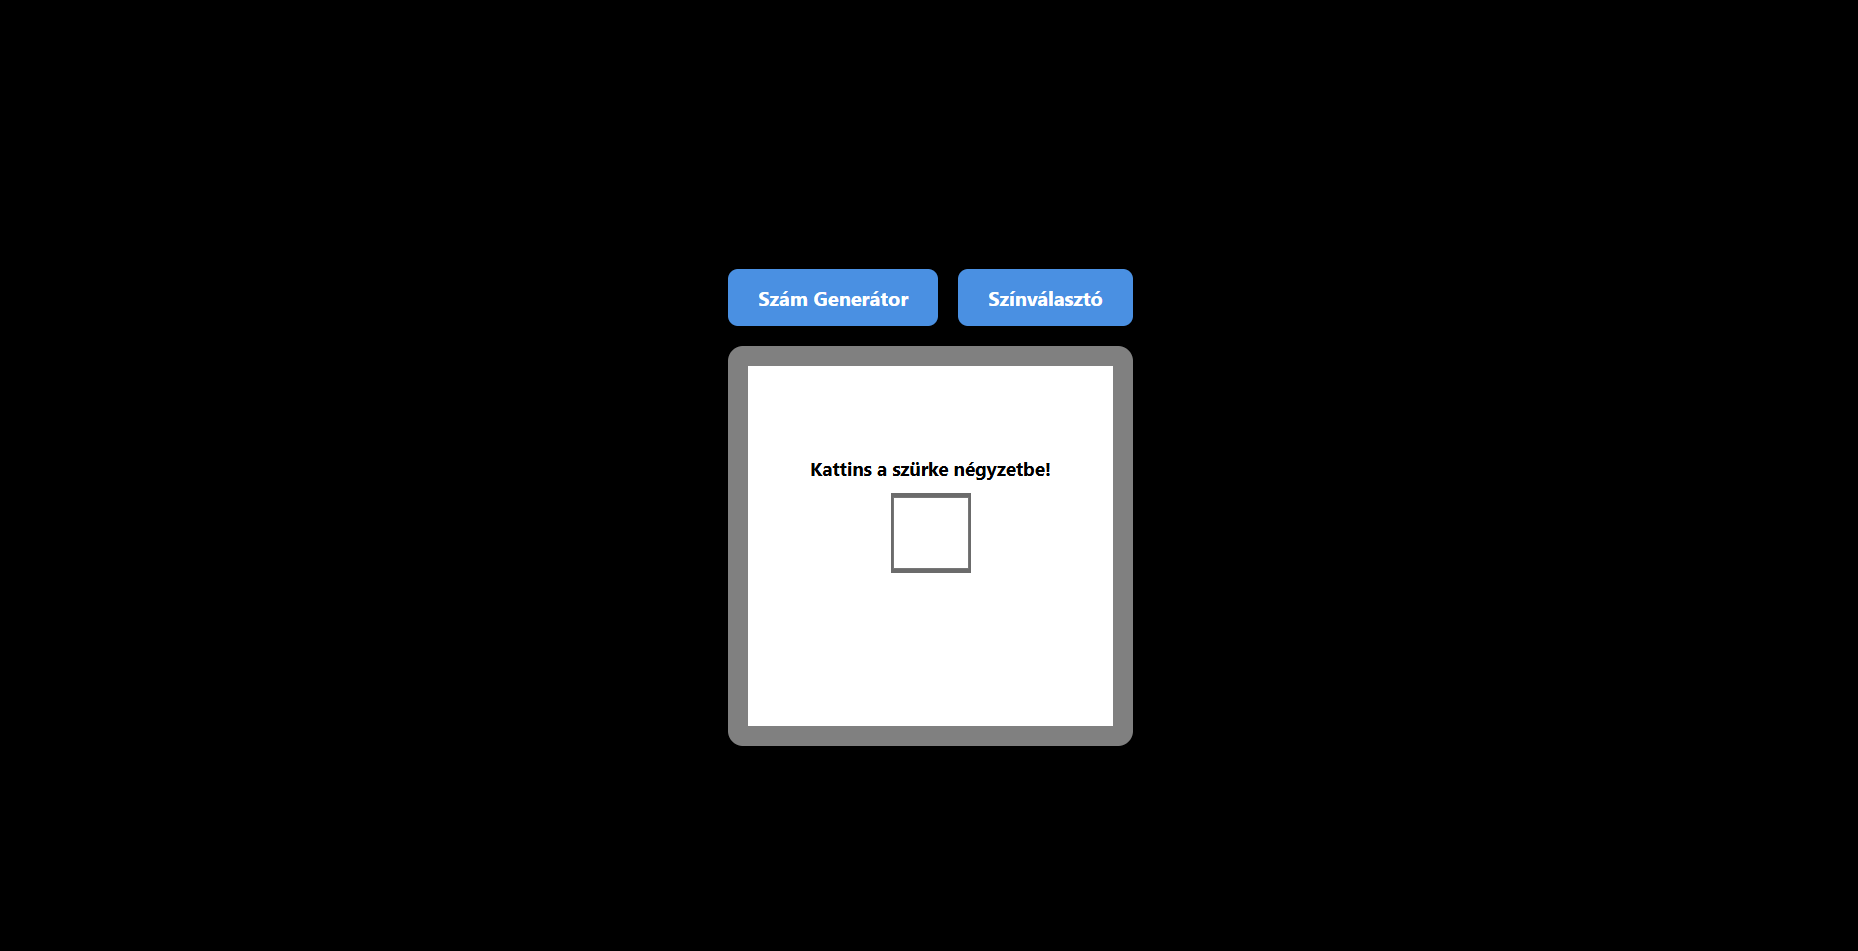 Szám Generátor
Színválasztó
Kattins a szürke négyzetbe!